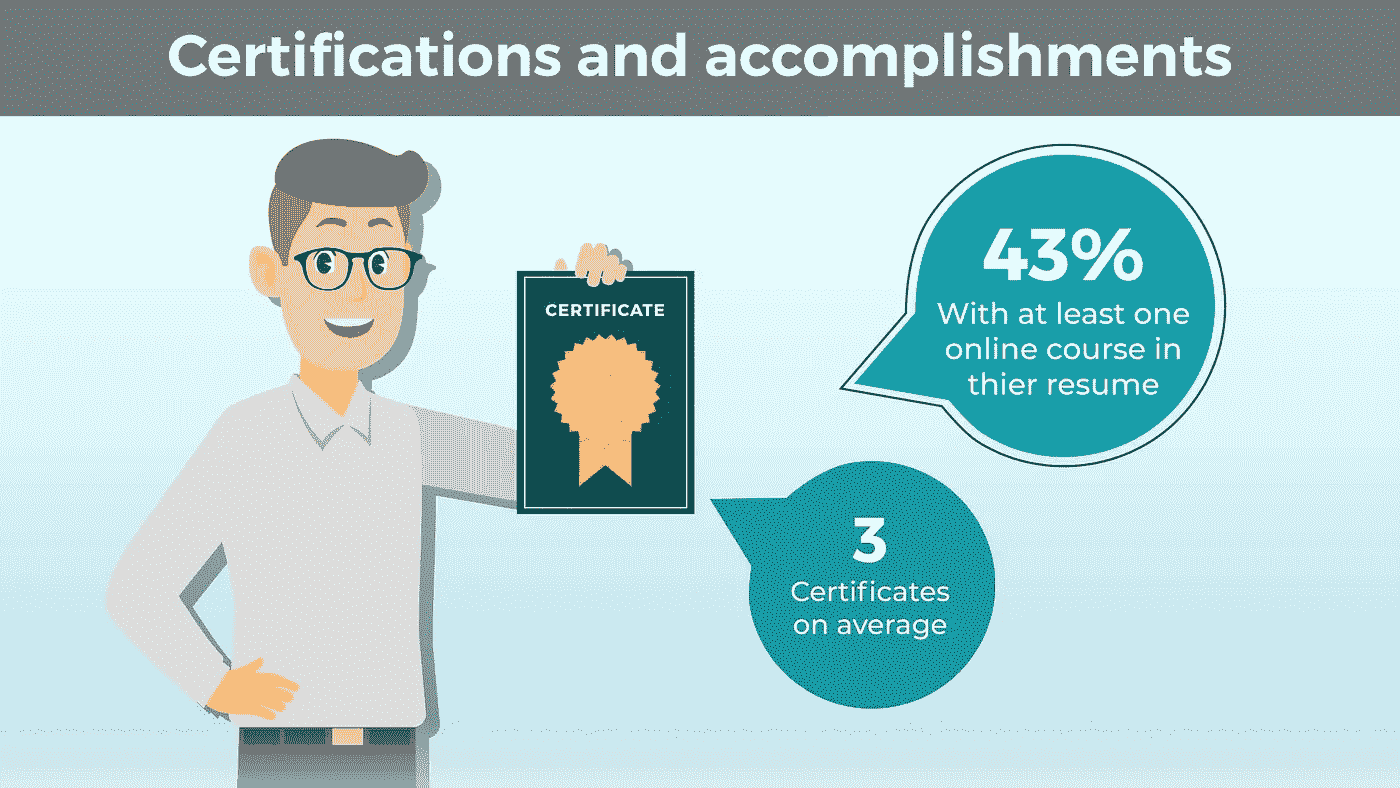 Certifications and accomplishments
CERTIFICATE
43%
With at least one
online course in
thier resume
3
Certificates
on average